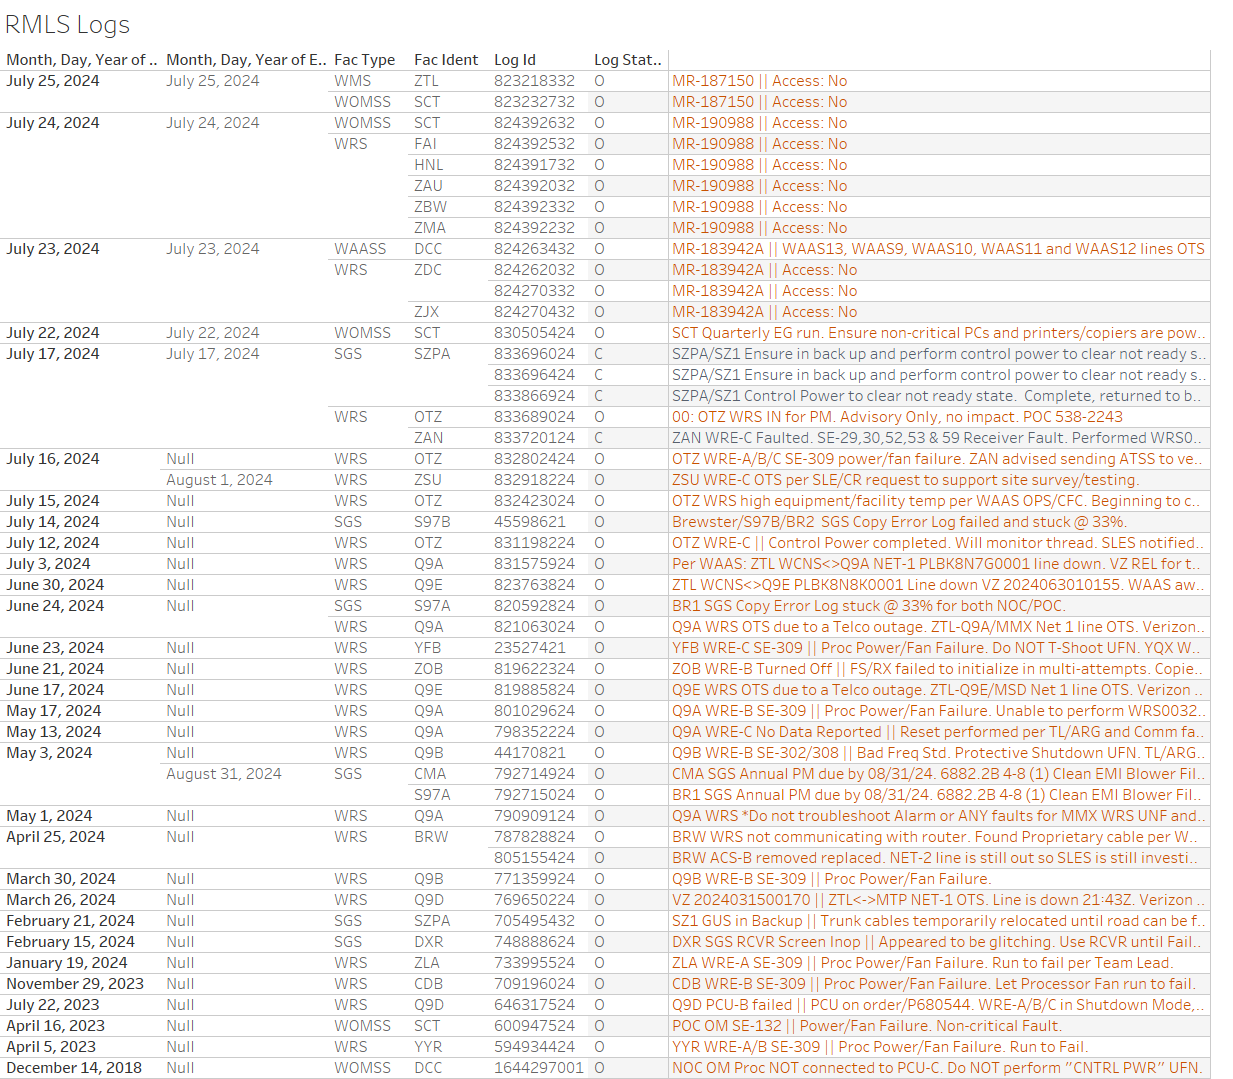 RMLS Logs
Month, Day, Year of .. Month, Day, Year of E.. Fac Type Fac Ident Log Id Log Stat..
July 25, 2024 July 25, 2024 WMS ZTL 823218332 O MR-187150 || Access: No
WOMSS SCT 823232732 O MR-187150 || Access: No
July 24, 2024 July 24, 2024 WOMSS SCT 824392632 O MR-190988 || Access: No
WRS FAI 824392532 O MR-190988 || Access: No
HNL 824391732 O MR-190988 || Access: No
ZAU 824392032 O MR-190988 || Access: No
ZBW 824392332 O MR-190988 || Access: No
ZMA 824392232 O MR-190988 || Access: No
July 23, 2024 July 23, 2024 WAASS DCC 824263432 O MR-183942A || WAAS13, WAAS9, WAAS10, WAAS11 and WAAS12 lines OTS
WRS ZDC 824262032 O MR-183942A || Access: No
824270332 O MR-183942A || Access: No
ZJX 824270432 O MR-183942A || Access: No
July 22, 2024 July 22, 2024 WOMSS SCT 830505424 O SCT Quarterly EG run. Ensure non-critical PCs and printers/copiers are pow..
July 17, 2024 July 17, 2024 SGS SZPA 833696024 C SZPA/SZ1 Ensure in back up and perform control power to clear not ready s..
833696424 C SZPA/SZ1 Ensure in back up and perform control power to clear not ready s..
833866924 C SZPA/SZ1 Control Power to clear not ready state. Complete, returned to b..
WRS OTZ 833689024 O 00: OTZ WRS IN for PM. Advisory Only, no impact. POC 538-2243
ZAN 833720124 C ZAN WRE-C Faulted. SE-29,30,52,53 & 59 Receiver Fault. Performed WRS0..
July 16, 2024 Null WRS OTZ 832802424 O OTZ WRE-A/B/C SE-309 power/fan failure. ZAN advised sending ATSS to ve..
August 1, 2024 WRS ZSU 832918224 O ZSU WRE-C OTS per SLE/CR request to support site survey/testing.
July 15, 2024 Null WRS OTZ 832423024 O OTZ WRS high equipment/facility temp per WAAS OPS/CFC. Beginning to c..
July 14, 2024 Null SGS S97B 45598621 O Brewster/S97B/BR2 SGS Copy Error Log failed and stuck @ 33%.
July 12, 2024 Null WRS OTZ 831198224 O OTZ WRE-C || Control Power completed. Will monitor thread. SLES notified..
July 3, 2024 Null WRS Q9A 831575924 O Per WAAS: ZTL WCNS<>Q9A NET-1 PLBK8N7G0001 line down. VZ REL for t..
June 30, 2024 Null WRS Q9E 823763824 O ZTL WCNS<>Q9E PLBK8N8K0001 Line down VZ 2024063010155. WAAS aw..
June 24, 2024 Null SGS S97A 820592824 O BR1 SGS Copy Error Log stuck @ 33% for both NOC/POC.
WRS Q9A 821063024 O Q9A WRS OTS due to a Telco outage. ZTL-Q9A/MMX Net 1 line OTS. Verizon..
June 23, 2024 Null WRS YFB 23527421 O YFB WRE-C SE-309 || Proc Power/Fan Failure. Do NOT T-Shoot UFN. YQX W..
June 21, 2024 Null WRS ZOB 819622324 O ZOB WRE-B Turned Off || FS/RX failed to initialize in multi-attempts. Copie..
June 17, 2024 Null WRS Q9E 819885824 O Q9E WRS OTS due to a Telco outage. ZTL-Q9E/MSD Net 1 line OTS. Verizon ..
May 17, 2024 Null WRS Q9A 801029624 O Q9A WRE-B SE-309 || Proc Power/Fan Failure. Unable to perform WRS0032..
May 13, 2024 Null WRS Q9A 798352224 O Q9A WRE-C No Data Reported || Reset performed per TL/ARG and Comm fa..
May 3, 2024 Null WRS Q9B 44170821 O Q9B WRE-B SE-302/308 || Bad Freq Std. Protective Shutdown UFN. TL/ARG..
August 31, 2024 SGS CMA 792714924 O CMA SGS Annual PM due by 08/31/24. 6882.2B 4-8 (1) Clean EMI Blower Fil..
S97A 792715024 O BR1 SGS Annual PM due by 08/31/24. 6882.2B 4-8 (1) Clean EMI Blower Fil..
May 1, 2024 Null WRS Q9A 790909124 O Q9A WRS *Do not troubleshoot Alarm or ANY faults for MMX WRS UNF and..
April 25, 2024 Null WRS BRW 787828824 O BRW WRS not communicating with router. Found Proprietary cable per W..
805155424 O BRW ACS-B removed replaced. NET-2 line is still out so SLES is still investi..
March 30, 2024 Null WRS Q9B 771359924 O Q9B WRE-B SE-309 || Proc Power/Fan Failure.
March 26, 2024 Null WRS Q9D 769650224 O VZ 2024031500170 || ZTL<->MTP NET-1 OTS. Line is down 21:43Z. Verizon ..
February 21, 2024 Null SGS SZPA 705495432 O SZ1 GUS in Backup || Trunk cables temporarily relocated until road can be f..
February 15, 2024 Null SGS DXR 748888624 O DXR SGS RCVR Screen Inop || Appeared to be glitching. Use RCVR until Fail..
January 19, 2024 Null WRS ZLA 733995524 O ZLA WRE-A SE-309 || Proc Power/Fan Failure. Run to fail per Team Lead.
November 29, 2023 Null WRS CDB 709196024 O CDB WRE-B SE-309 || Proc Power/Fan Failure. Let Processor Fan run to fail.
July 22, 2023 Null WRS Q9D 646317524 O Q9D PCU-B failed || PCU on order/P680544. WRE-A/B/C in Shutdown Mode,..
April 16, 2023 Null WOMSS SCT 600947524 O POC OM SE-132 || Power/Fan Failure. Non-critical Fault.
April 5, 2023 Null WRS YYR 594934424 O YYR WRE-A/B SE-309 || Proc Power/Fan Failure. Run to Fail.
December 14, 2018 Null WOMSS DCC 1644297001 O NOC OM Proc NOT connected to PCU-C. Do NOT perform "CNTRL PWR" UFN.